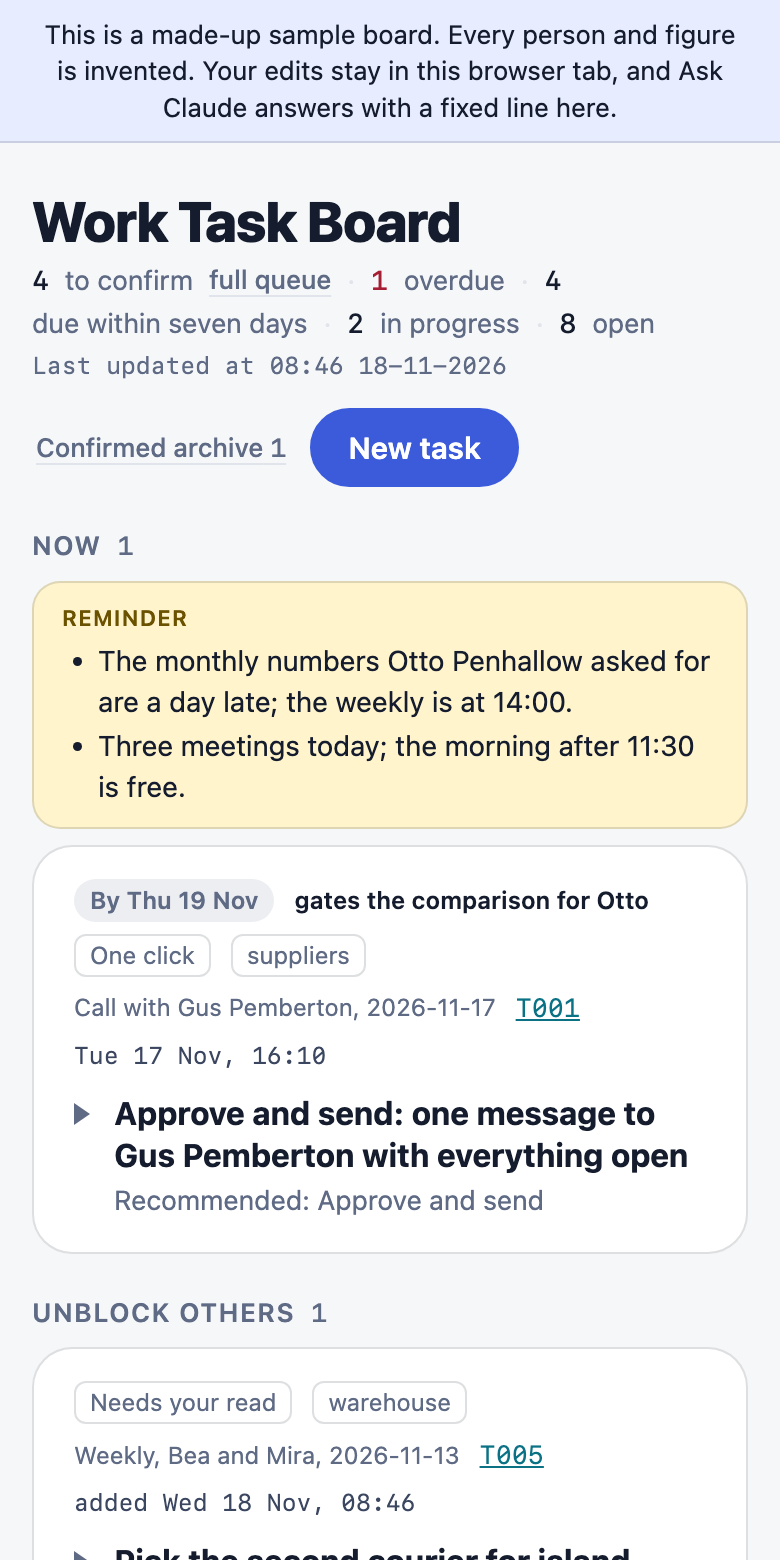 This is a made-up sample board. Every person and figure
is invented. Your edits stay in this browser tab, and Ask
Claude answers with a fixed line here.
Work Task Board
4 to confirm full queue · 1 overdue · 4
due within seven days · 2 in progress · 8 open
Last updated at 08:46 18–11–2026
Confirmed archive 1 New task
NOW 1
REMINDER
• The monthly numbers Otto Penhallow asked for
are a day late; the weekly is at 14:00.
• Three meetings today; the morning after 11:30
is free.
By Thu 19 Nov gates the comparison for Otto
One click suppliers
Call with Gus Pemberton, 2026-11-17 T001
Tue 17 Nov, 16:10
Approve and send: one message to
Gus Pemberton with everything open
Recommended: Approve and send
UNBLOCK OTHERS 1
Needs your read warehouse
Weekly, Bea and Mira, 2026-11-13 T005
added Wed 18 Nov, 08:46
Pick the second courier for island